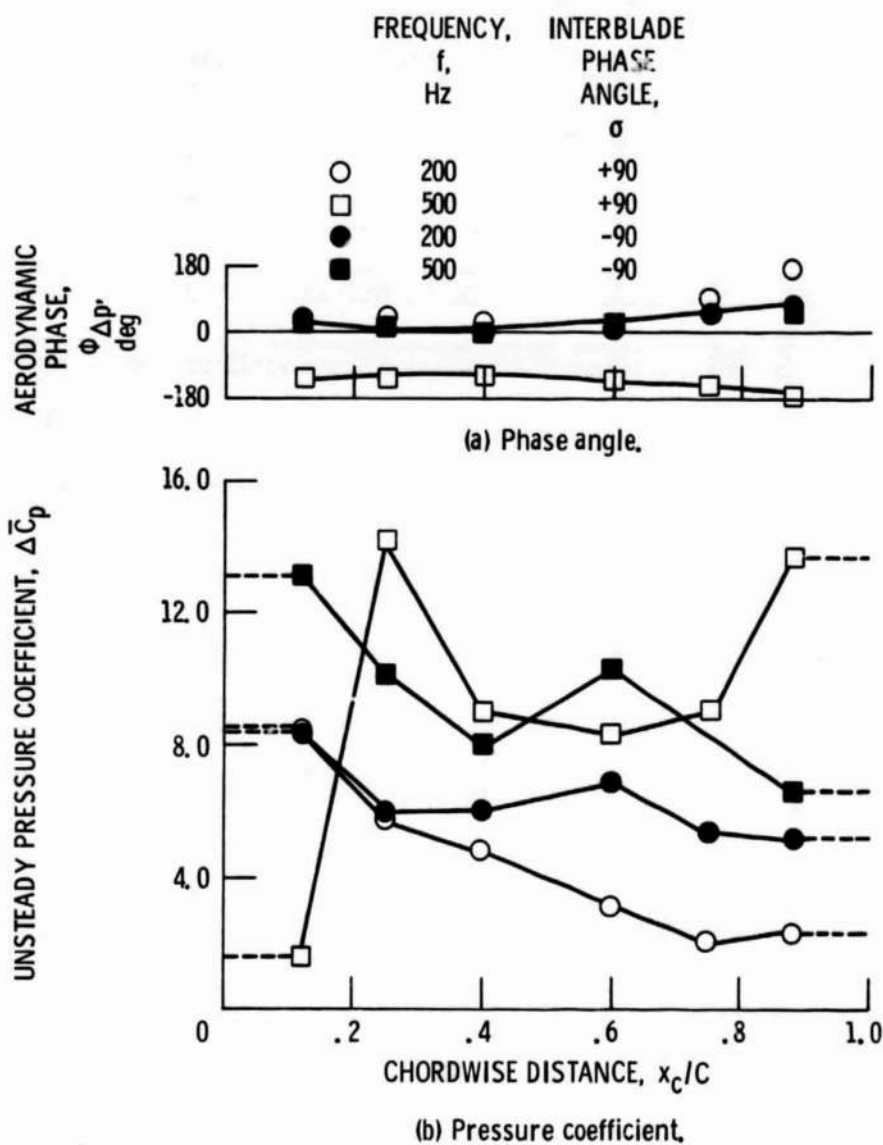 FREQUENCY, INTERBLADE
f, PHASE
Hz ANGLE,
σ
200 +90
500 +90
200 -90
500 -90
AERODYNAMIC
PHASE,
ΦΔp,
deg
180
0
-180
(a) Phase angle.
UNSTEADY PRESSURE COEFFICIENT, ΔC̅p
16.0
12.0
8.0
4.0
0 .2 .4 .6 .8 1.0
CHORDWISE DISTANCE, xc/C
(b) Pressure coefficient.